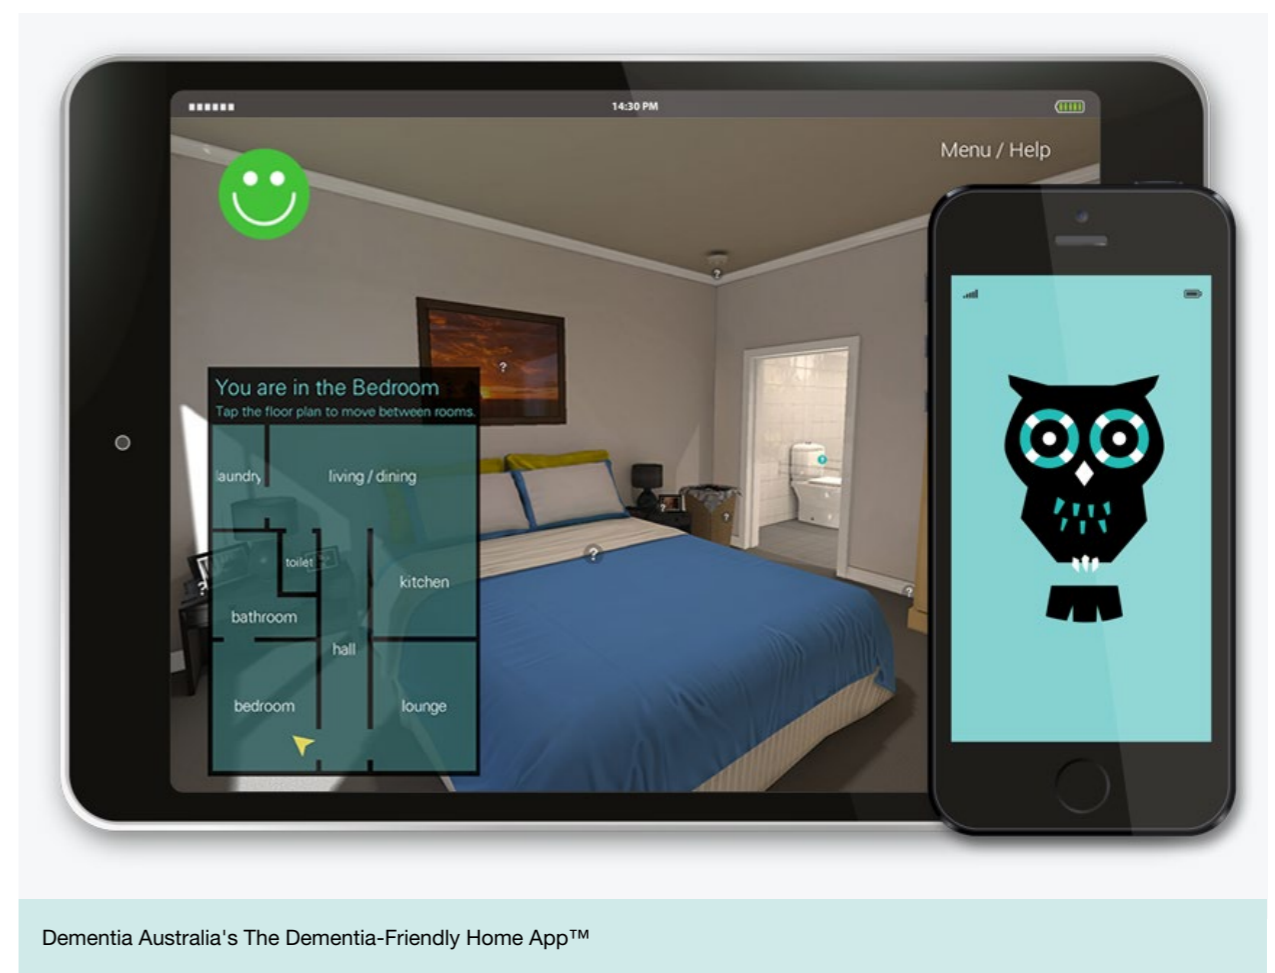 14:30 PM
Menu / Help
?
?
You are in the Bedroom
Tap the floor plan to move between rooms.
laundry
living / dining
?
?
?
toilet
kitchen
?
?
bathroom
hall
bedroom
lounge
Dementia Australia's The Dementia-Friendly Home App™